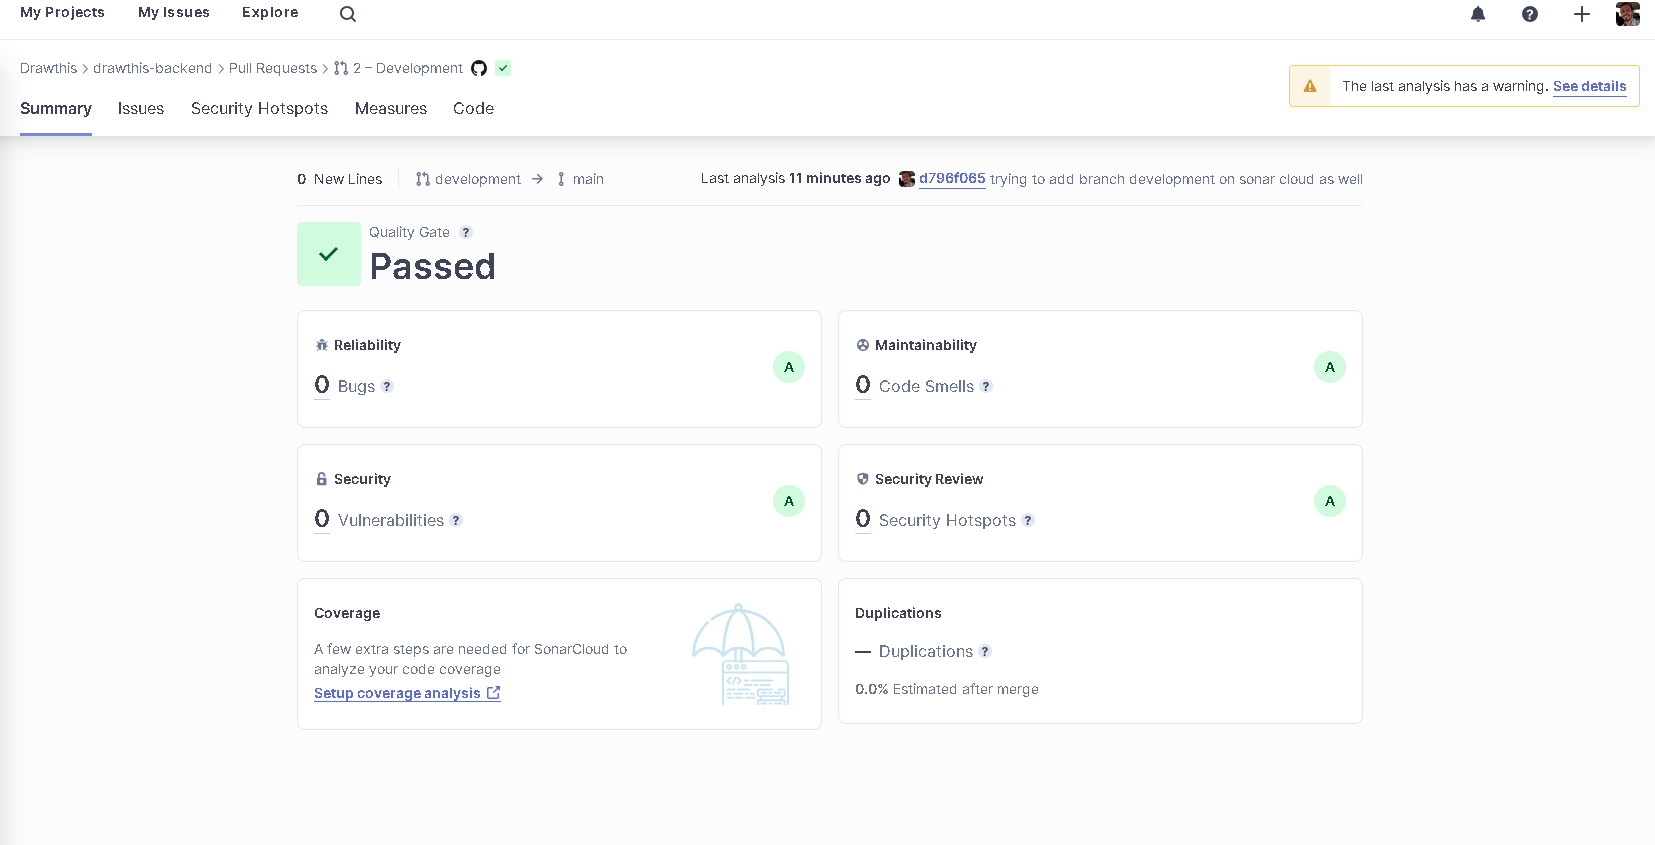 My Projects My Issues Explore
Drawthis > drawthis-backend > Pull Requests > 2 – Development
The last analysis has a warning. See details
Summary Issues Security Hotspots Measures Code
0 New Lines development → main Last analysis 11 minutes ago d796f065 trying to add branch development on sonar cloud as well
Quality Gate ?
Passed
Reliability
0 Bugs ? A
Maintainability
0 Code Smells ? A
Security
0 Vulnerabilities ? A
Security Review
0 Security Hotspots ? A
Coverage
A few extra steps are needed for SonarCloud to
analyze your code coverage
Setup coverage analysis
Duplications
— Duplications ?
0.0% Estimated after merge